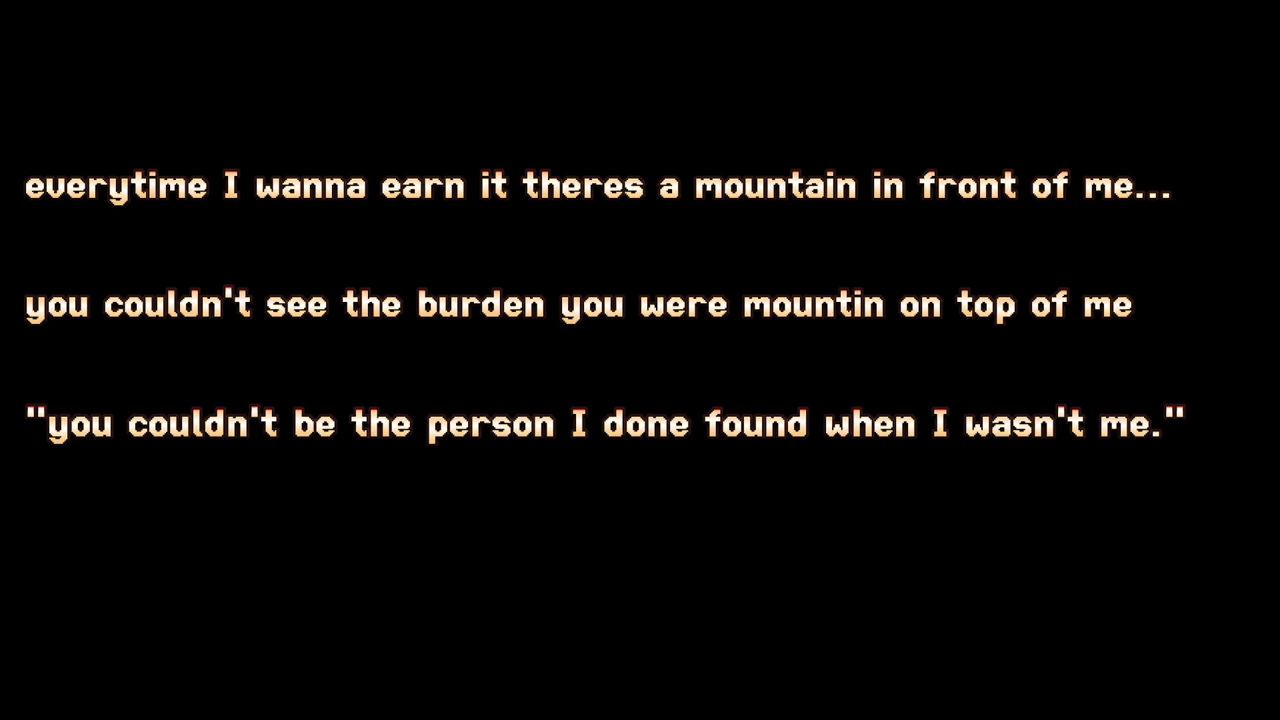 everytime I wanna earn it theres a mountain in front of me...
you couldn't see the burden you were mountin on top of me
"you couldn't be the person I done found when I wasn't me."